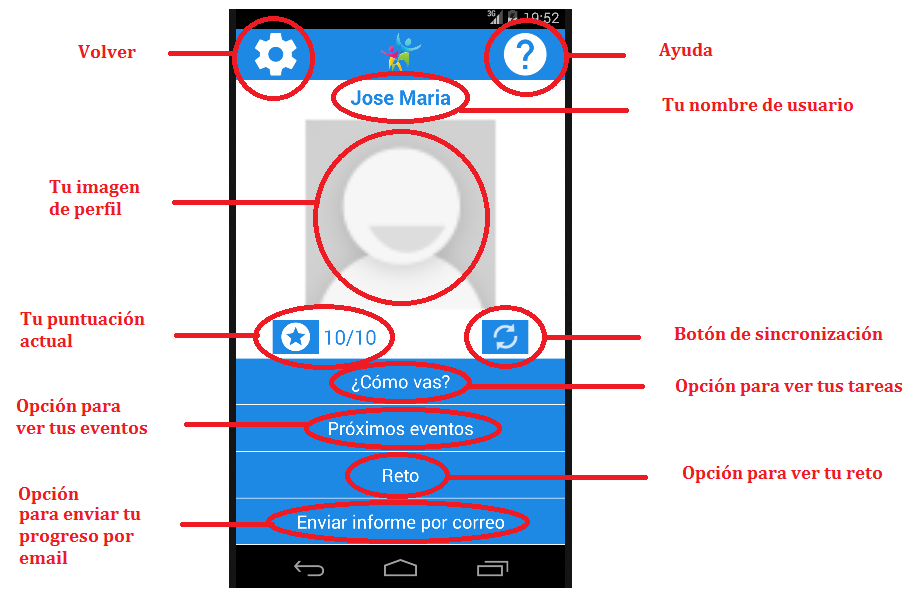 3G 19:52
Volver
?
Ayuda
Jose Maria
Tu nombre de usuario
Tu imagen
de perfil
Tu puntuación
actual
10/10
Botón de sincronización
¿Cómo vas?
Opción para ver tus tareas
Opción para
ver tus eventos
Próximos eventos
Reto
Opción para ver tu reto
Opción
para enviar tu
progreso por
email
Enviar informe por correo